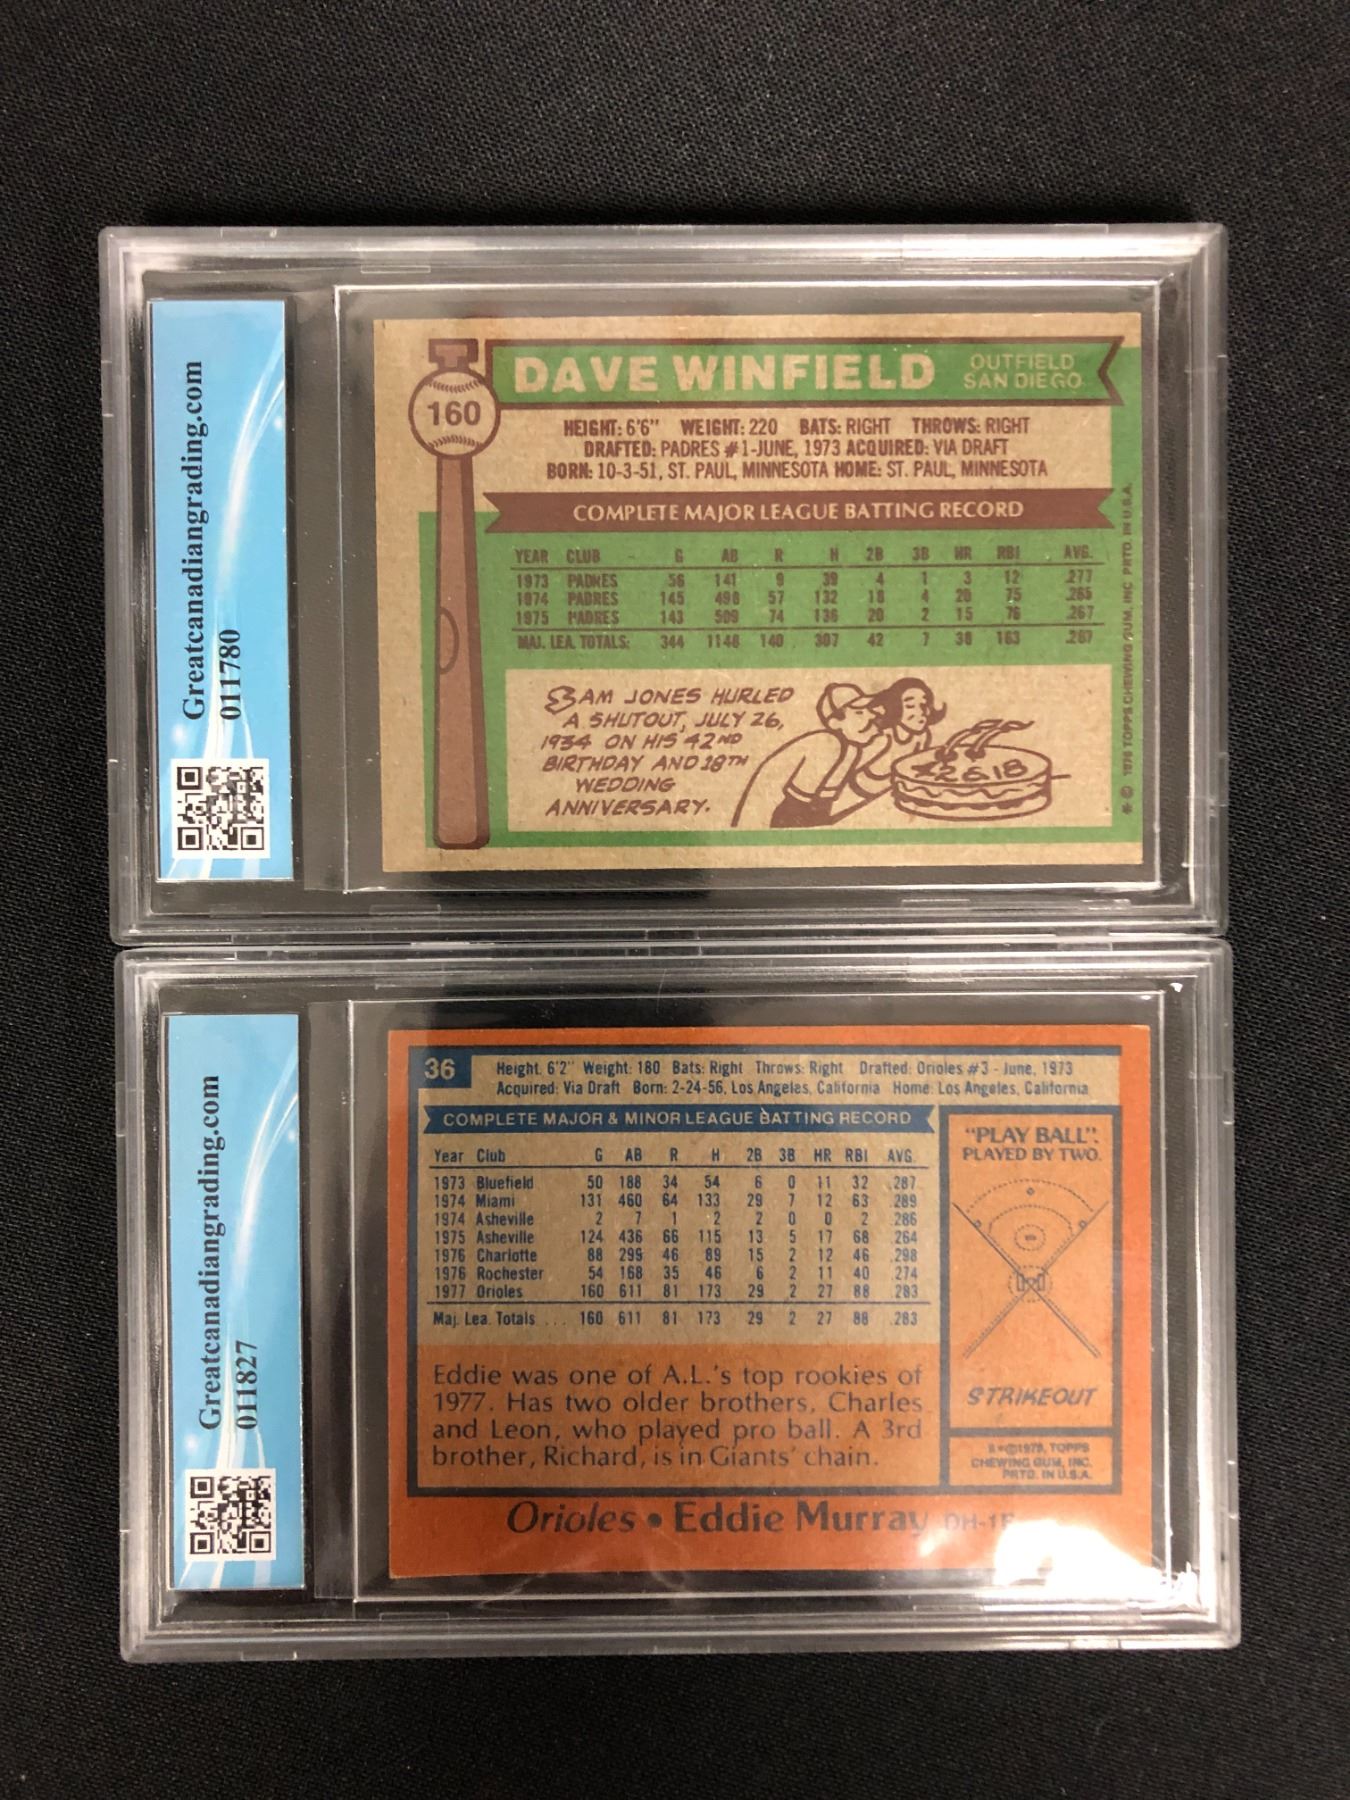 Greatcanadiangrading.com
011780
160
DAVE WINFIELD
OUTFIELD
SAN DIEGO
HEIGHT: 6'6" WEIGHT: 220 BATS: RIGHT THROWS: RIGHT
DRAFTED: PADRES #1-JUNE, 1973 ACQUIRED: VIA DRAFT
BORN: 10-3-51, ST. PAUL, MINNESOTA HOME: ST. PAUL, MINNESOTA
COMPLETE MAJOR LEAGUE BATTING RECORD
YEAR CLUB G AB R H 2B 3B HR RBI AVG.
1973 PADRES 56 141 9 39 4 1 3 12 .277
1974 PADRES 145 498 57 132 18 4 20 75 .265
1975 PADRES 143 509 74 136 20 2 15 76 .267
MAJ. LEA. TOTALS: 344 1148 140 307 42 7 38 163 .267
SAM JONES HURLED
A SHUTOUT, JULY 26,
1934 ON HIS 42ND
BIRTHDAY AND 18TH
WEDDING
ANNIVERSARY.
42 & 18
* © 1976 TOPPS CHEWING GUM, INC. PRTD. IN U.S.A.
Greatcanadiangrading.com
011827
36
Height: 6'2" Weight: 180 Bats: Right Throws: Right Drafted: Orioles #3 - June, 1973
Acquired: Via Draft Born: 2-24-56, Los Angeles, California Home: Los Angeles, California
COMPLETE MAJOR & MINOR LEAGUE BATTING RECORD
Year Club G AB R H 2B 3B HR RBI AVG.
1973 Bluefield 50 188 34 54 6 0 11 32 .287
1974 Miami 131 460 64 133 29 7 12 63 .289
1974 Asheville 2 7 1 2 2 0 0 2 .286
1975 Asheville 124 436 66 115 13 5 17 68 .264
1976 Charlotte 88 299 46 89 15 2 12 46 .298
1976 Rochester 54 168 35 46 6 2 11 40 .274
1977 Orioles 160 611 81 173 29 2 27 88 .283
Maj. Lea. Totals ... 160 611 81 173 29 2 27 88 .283
Eddie was one of A.L.'s top rookies of
1977. Has two older brothers, Charles
and Leon, who played pro ball. A 3rd
brother, Richard, is in Giants' chain.
"PLAY BALL":
PLAYED BY TWO.
STRIKEOUT
©1978, TOPPS
CHEWING GUM, INC.
PRTD. IN U.S.A.
Orioles • Eddie Murray DH-1B